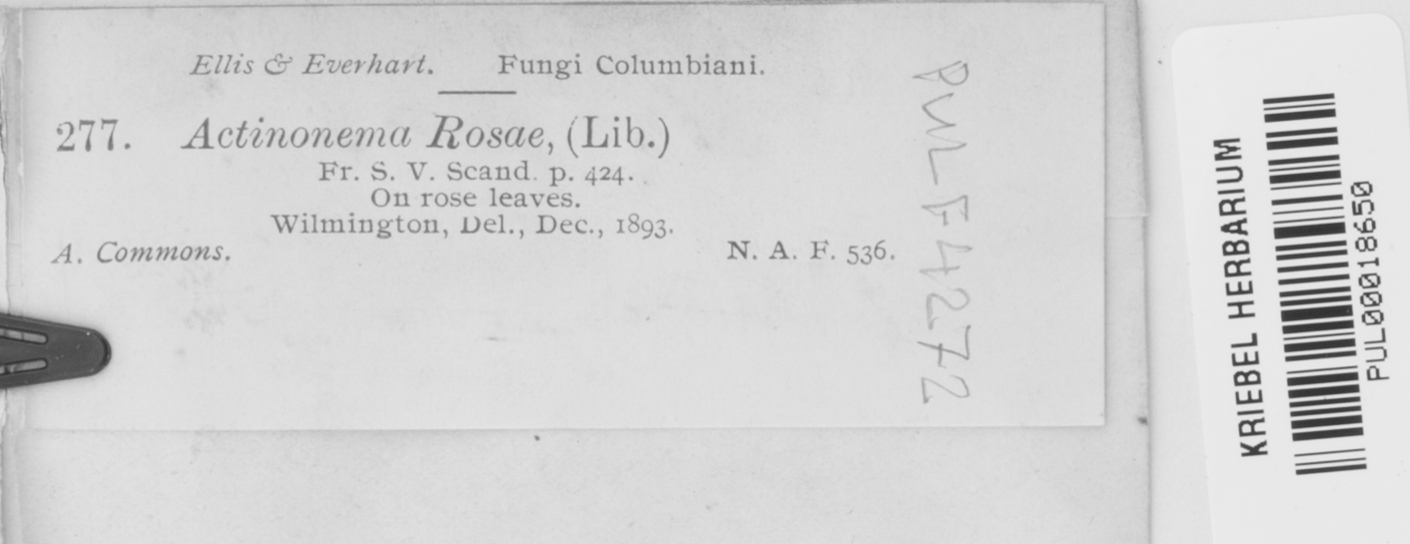 Ellis & Everhart. Fungi Columbiani.
277. Actinonema Rosae, (Lib.)
Fr. S. V. Scand. p. 424.
On rose leaves.
Wilmington, Del., Dec., 1893.
A. Commons. N. A. F. 536.
PUL F4272
KRIEBEL HERBARIUM
PUL00018650